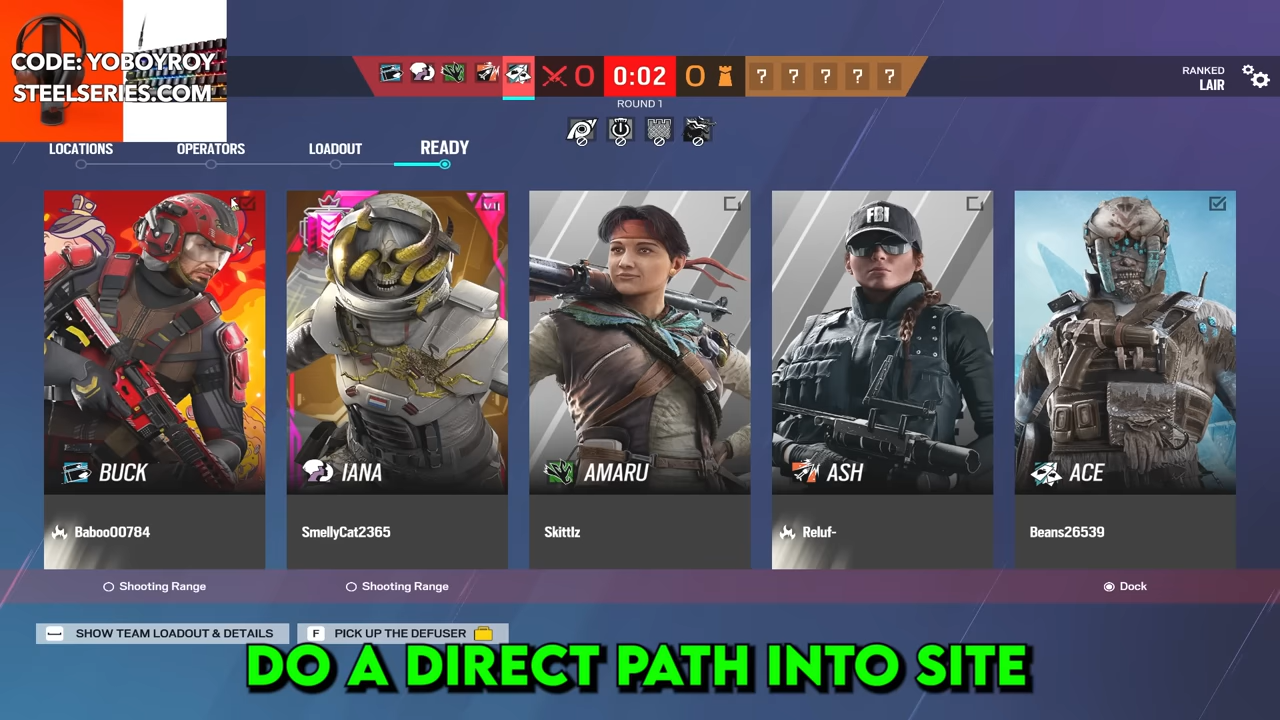 CODE: YOBOYROY
STEELSERIES.COM
0
0:02
0
? ? ? ? ?
RANKED
LAIR
ROUND 1
LOCATIONS
OPERATORS
LOADOUT
READY
FBI
BUCK
IANA
AMARU
ASH
ACE
Baboo00784
SmellyCat2365
Skittlz
Reluf-
Beans26539
Shooting Range
Shooting Range
Dock
SHOW TEAM LOADOUT & DETAILS
F PICK UP THE DEFUSER
DO A DIRECT PATH INTO SITE